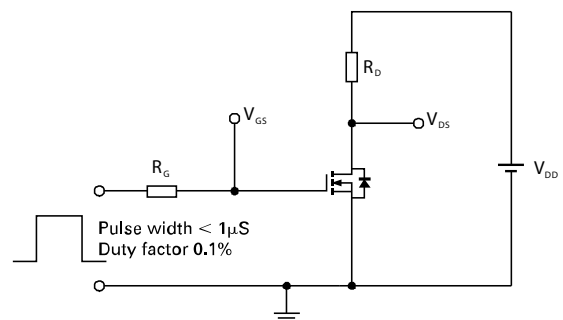 R_D
V_GS
V_DS
R_G
V_DD
Pulse width < 1µS
Duty factor 0.1%